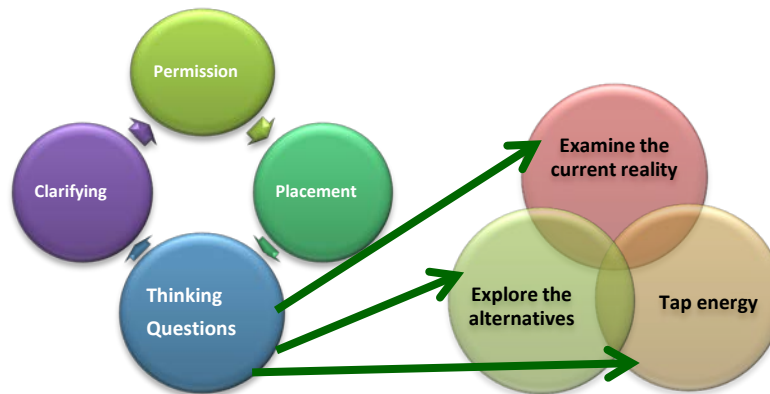 Permission
Clarifying
Placement
Thinking
Questions
Examine the
current reality
Explore the
alternatives
Tap energy